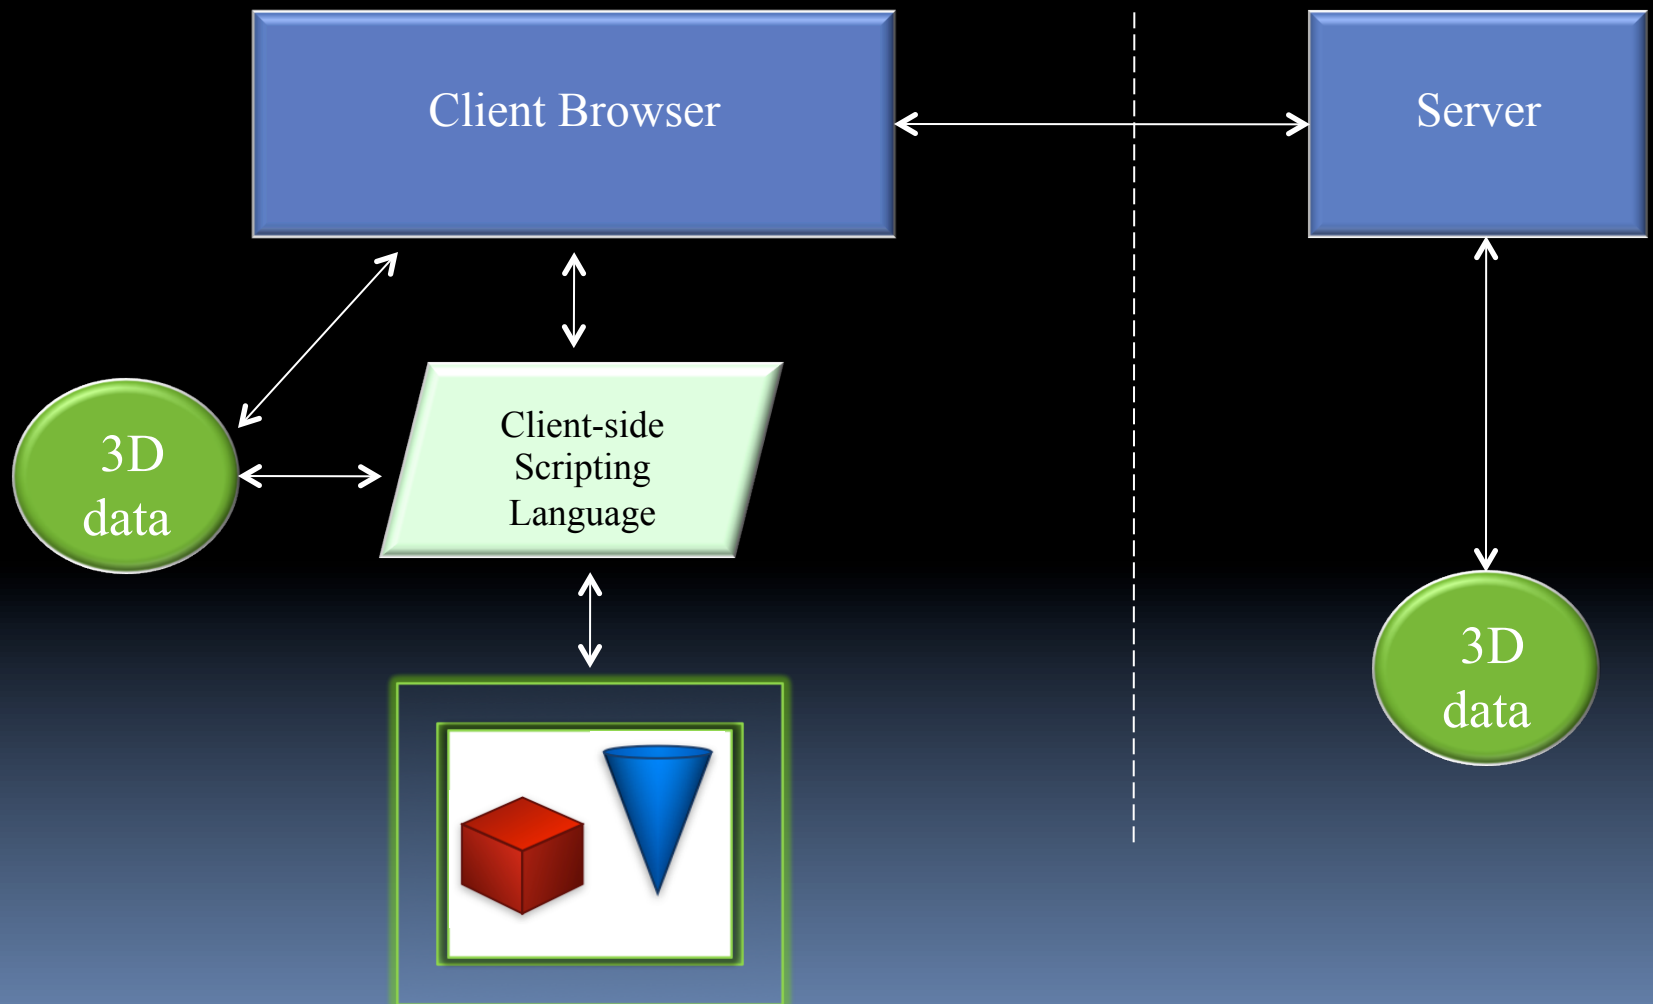 Client Browser
Server
3D
data
Client-side
Scripting
Language
3D
data